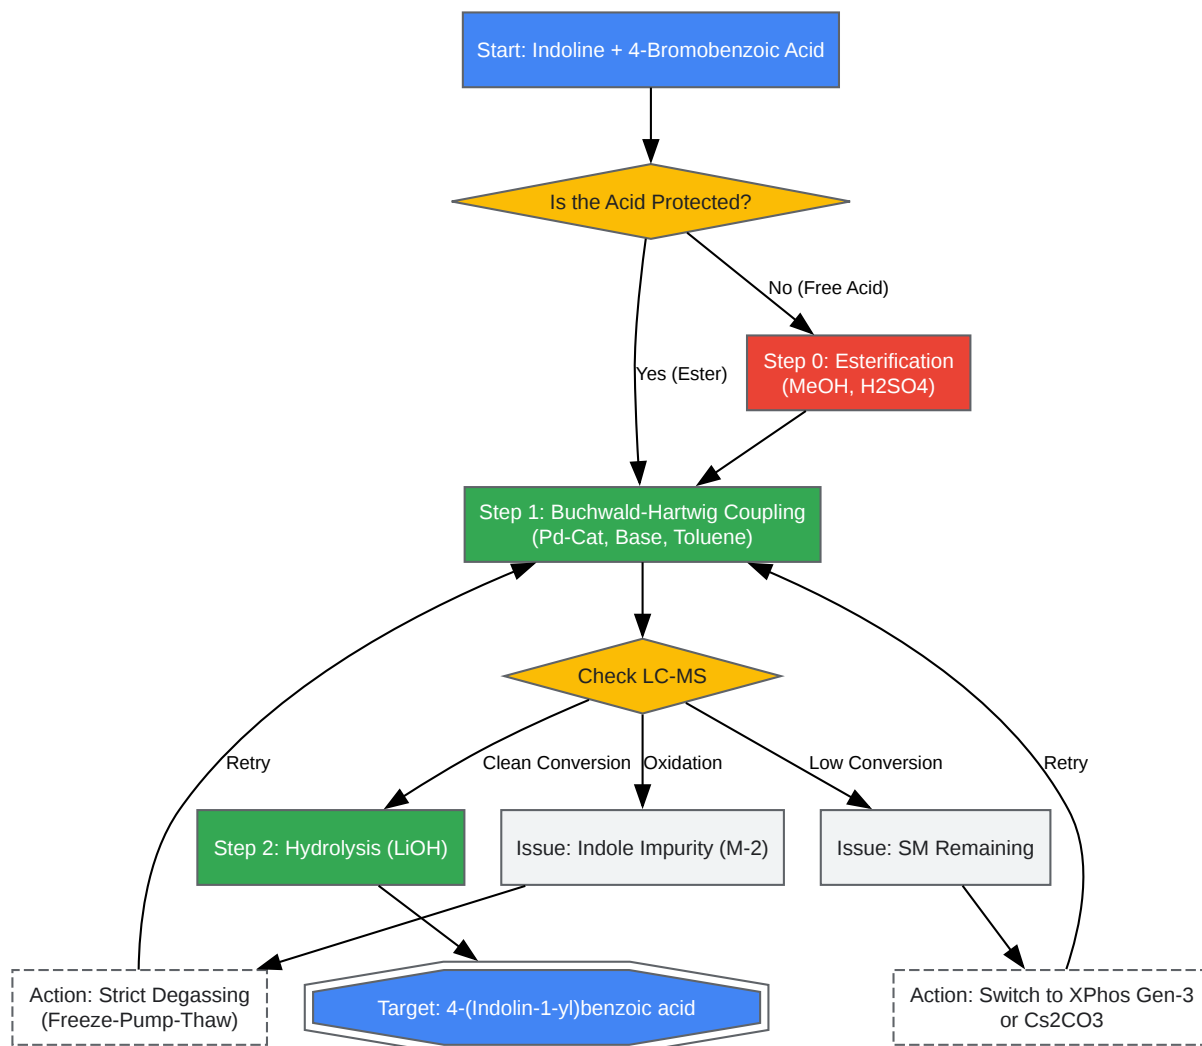 Start: Indoline + 4-Bromobenzoic Acid
Is the Acid Protected?
No (Free Acid)
Yes (Ester)
Step 0: Esterification
(MeOH, H2SO4)
Step 1: Buchwald-Hartwig Coupling
(Pd-Cat, Base, Toluene)
Check LC-MS
Retry
Clean Conversion
Oxidation
Low Conversion
Retry
Step 2: Hydrolysis (LiOH)
Issue: Indole Impurity (M-2)
Issue: SM Remaining
Action: Strict Degassing
(Freeze-Pump-Thaw)
Target: 4-(Indolin-1-yl)benzoic acid
Action: Switch to XPhos Gen-3
or Cs2CO3